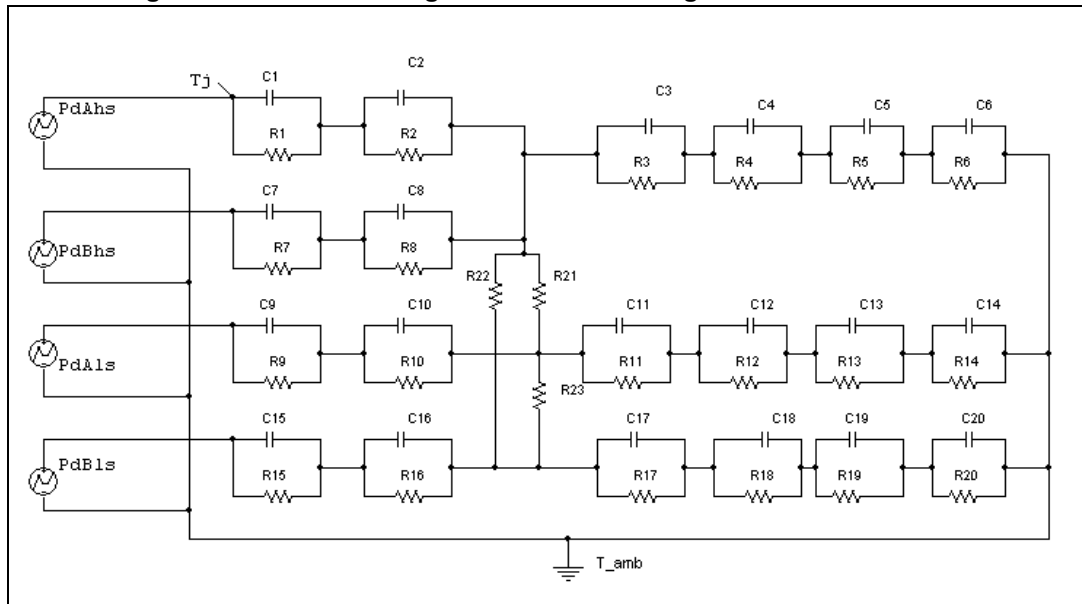 C2
Tj C1
C3
PdAhs C4 C5 C6
R1 R2
R3 R4 R5 R6
C7 C8
PdBhs R7 R8
R22 R21
C9 C10 C11 C12 C13 C14
PdAls R9 R10 R11 R12 R13 R14
R23
C15 C16 C17 C18 C19 C20
PdBls R15 R16 R17 R18 R19 R20
T_amb